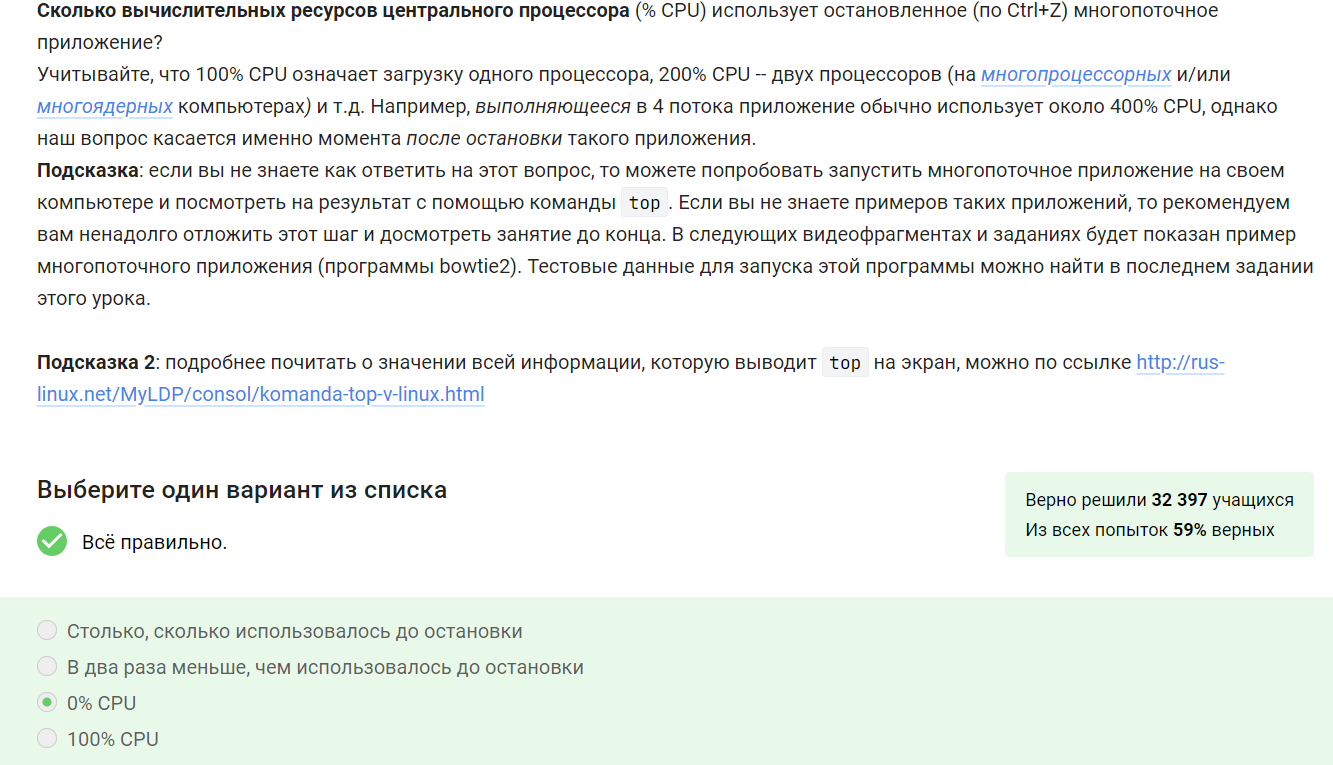 Сколько вычислительных ресурсов центрального процессора (% CPU) использует остановленное (по Ctrl+Z) многопоточное
приложение?
Учитывайте, что 100% CPU означает загрузку одного процессора, 200% CPU -- двух процессоров (на многопроцессорных и/или
многоядерных компьютерах) и т.д. Например, выполняющееся в 4 потока приложение обычно использует около 400% CPU, однако
наш вопрос касается именно момента после остановки такого приложения.
Подсказка: если вы не знаете как ответить на этот вопрос, то можете попробовать запустить многопоточное приложение на своем
компьютере и посмотреть на результат с помощью команды top. Если вы не знаете примеров таких приложений, то рекомендуем
вам ненадолго отложить этот шаг и досмотреть занятие до конца. В следующих видеофрагментах и заданиях будет показан пример
многопоточного приложения (программы bowtie2). Тестовые данные для запуска этой программы можно найти в последнем задании
этого урока.
Подсказка 2: подробнее почитать о значении всей информации, которую выводит top на экран, можно по ссылке http://rus-
linux.net/MyLDP/consol/komanda-top-v-linux.html
Выберите один вариант из списка
Верно решили 32 397 учащихся
Из всех попыток 59% верных
Всё правильно.
Столько, сколько использовалось до остановки
В два раза меньше, чем использовалось до остановки
0% CPU
100% CPU